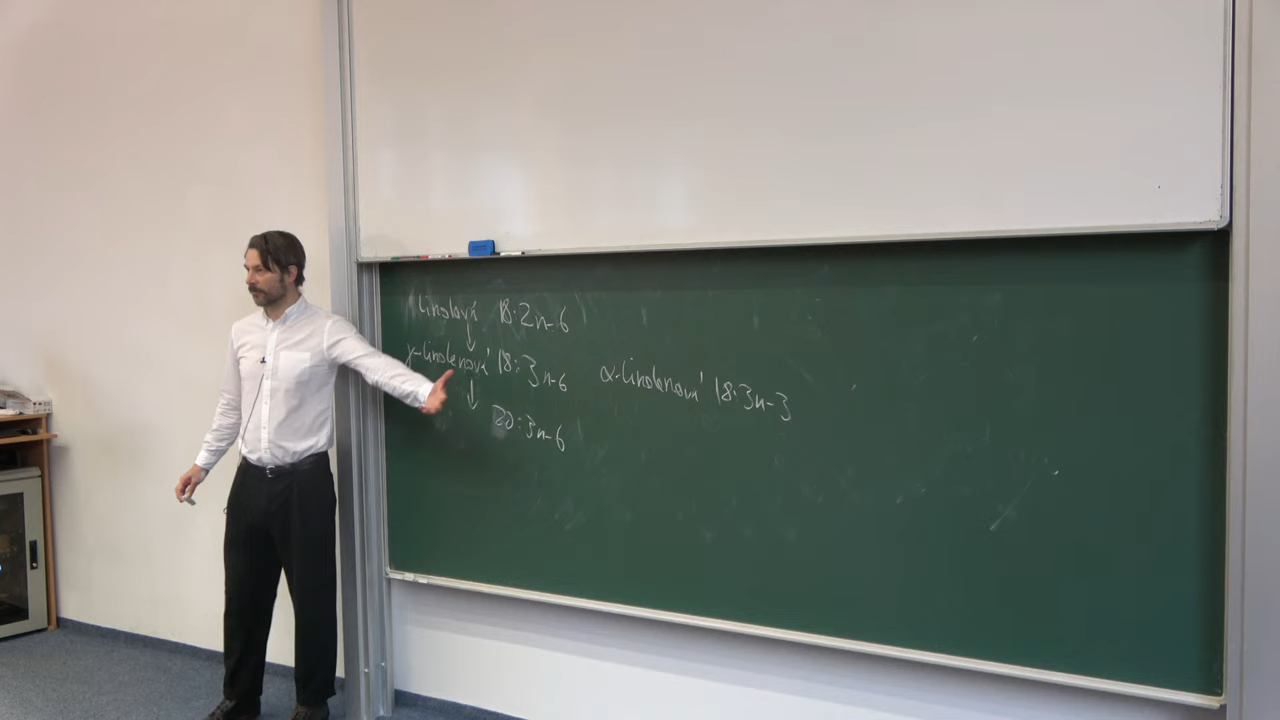 linolová 18:2n-6
γ-linolenová 18:3n-6
α-linolenová 18:3n-3
20:3n-6